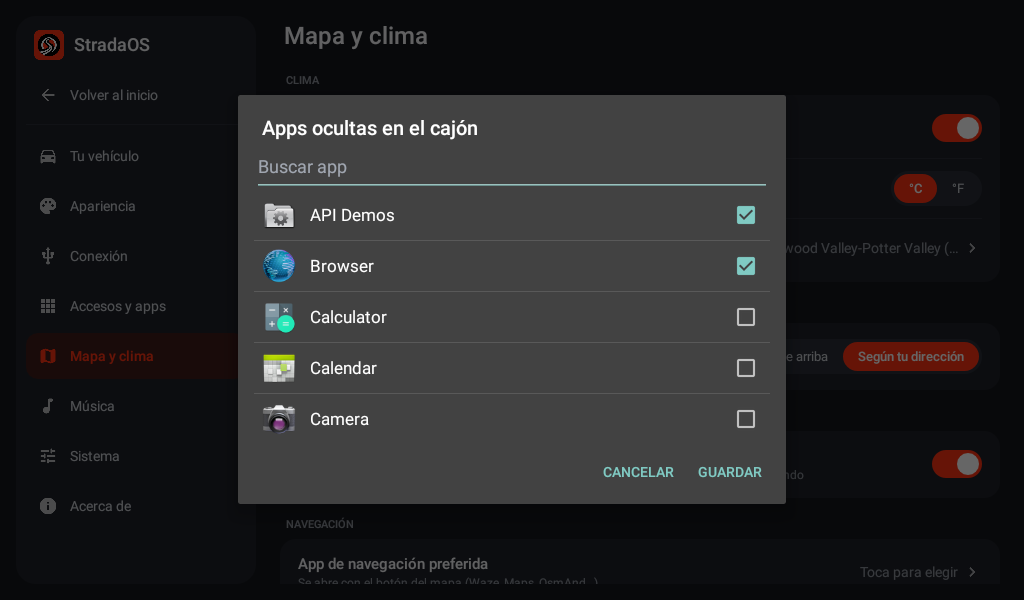 StradaOS
Volver al inicio
Tu vehículo
Apariencia
Conexión
Accesos y apps
Mapa y clima
Música
Sistema
Acerca de
Mapa y clima
CLIMA
°C
°F
Valley-Potter Valley (...
arriba
Según tu dirección
NAVEGACIÓN
App de navegación preferida
Se abre con el botón del mapa (Waze, Maps, OsmAnd...)
Toca para elegir
Apps ocultas en el cajón
Buscar app
API Demos
Browser
Calculator
Calendar
Camera
CANCELAR
GUARDAR